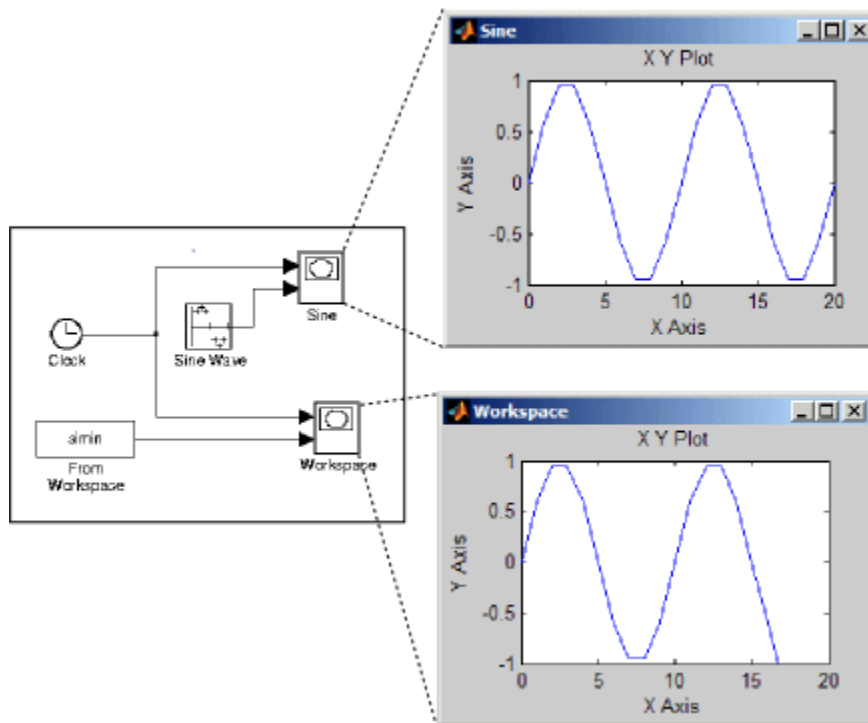 Sine
X Y Plot
Y Axis
1
0.5
0
-0.5
-1
0
5
10
15
20
X Axis
Sine
Clock
Sine Wave
simin
From
Workspace
Workspace
Workspace
X Y Plot
Y Axis
1
0.5
0
-0.5
-1
0
5
10
15
20
X Axis